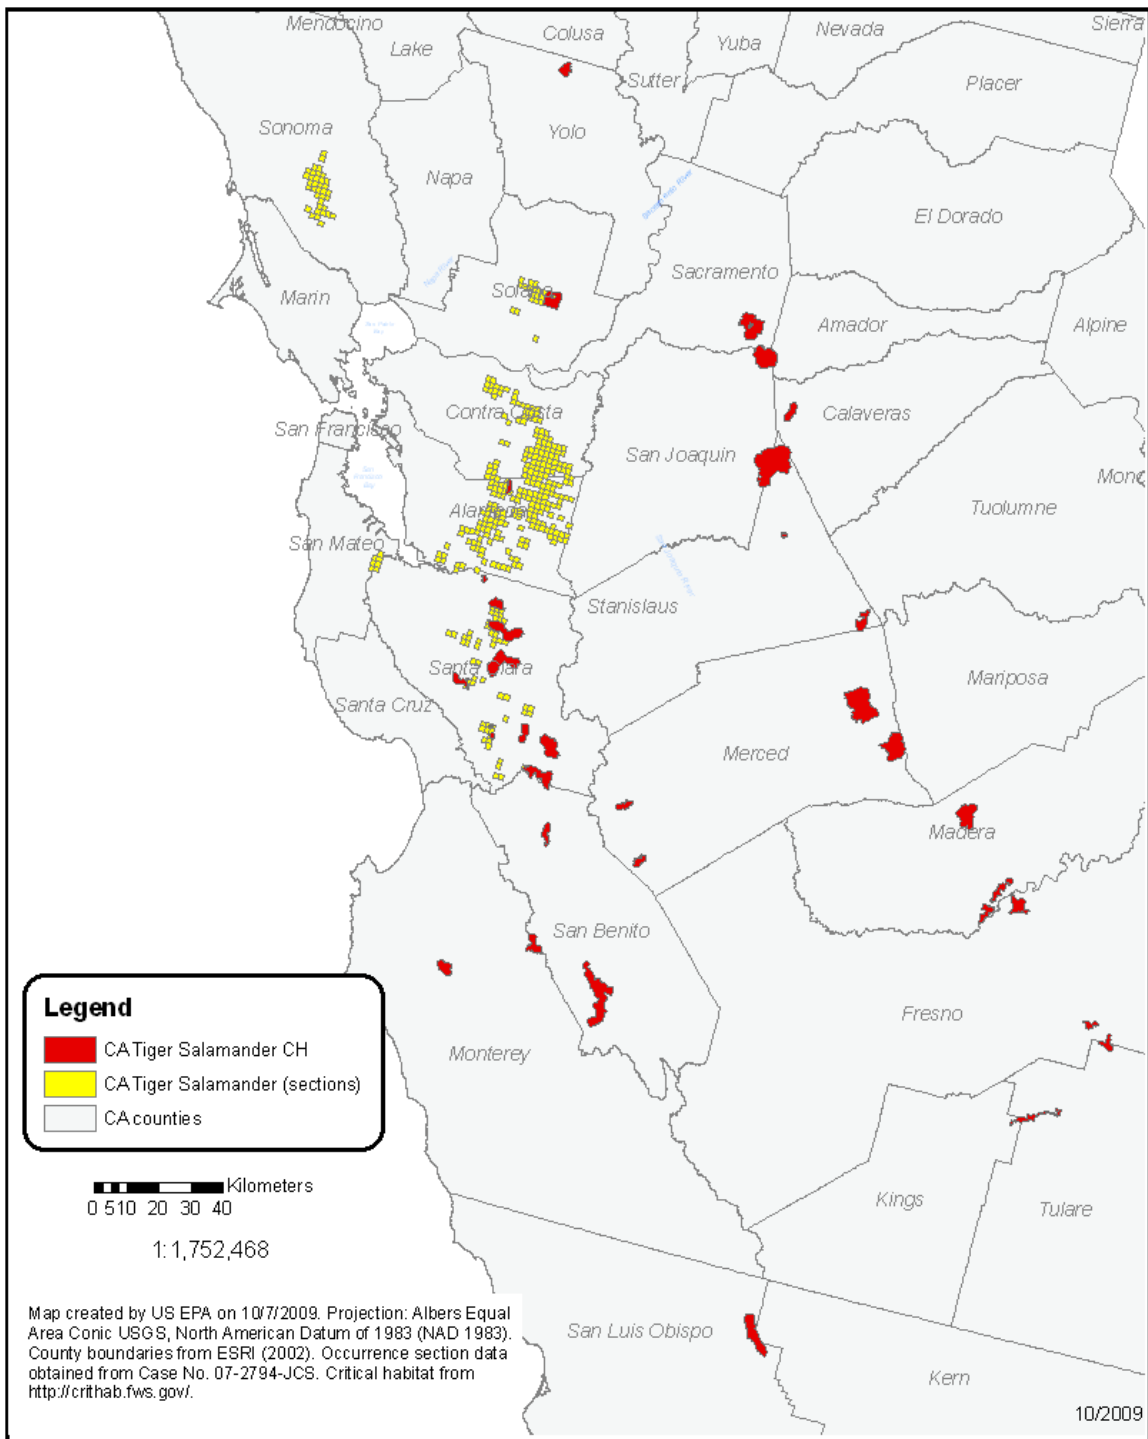 Mendocino
Colusa
Nevada
Sierra
Lake
Yuba
Sutter
Placer
Sonoma
Yolo
Napa
Sacramento River
El Dorado
Sacramento
Napa River
Solano
Marin
Amador
Alpine
Contra Costa
Calaveras
San Francisco
San Joaquin
Mono
Alameda
Tuolumne
San Mateo
Stanislaus
Santa Clara
Mariposa
Santa Cruz
Merced
Madera
San Benito
Fresno
Monterey
Kings
Tulare
San Luis Obispo
Kern
Legend
CA Tiger Salamander CH
CA Tiger Salamander (sections)
CA counties
Kilometers
0 5 10 20 30 40
1:1,752,468
Map created by US EPA on 10/7/2009. Projection: Albers Equal
Area Conic USGS, North American Datum of 1983 (NAD 1983).
County boundaries from ESRI (2002). Occurrence section data
obtained from Case No. 07-2794-JCS. Critical habitat from
http://crithab.fws.gov/.
10/2009